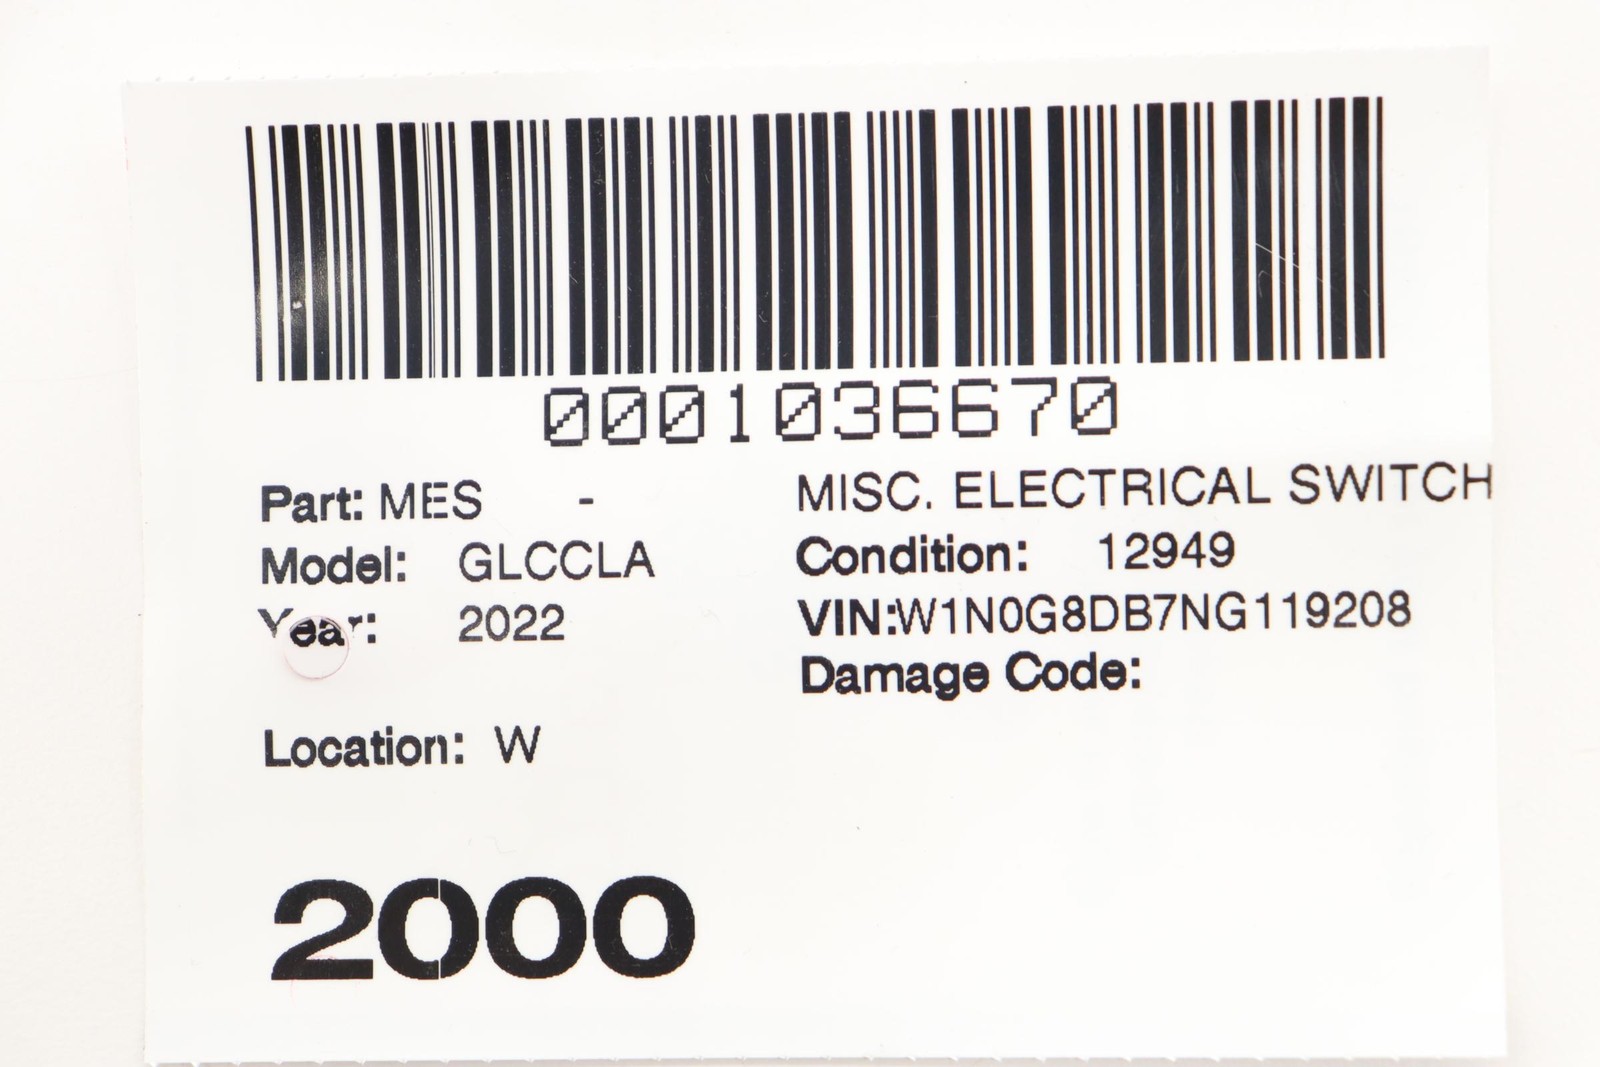 0001036670
Part: MES - MISC. ELECTRICAL SWITCH
Model: GLCCLA Condition: 12949
Year: 2022 VIN:W1N0G8DB7NG119208
Damage Code:
Location: W
2000